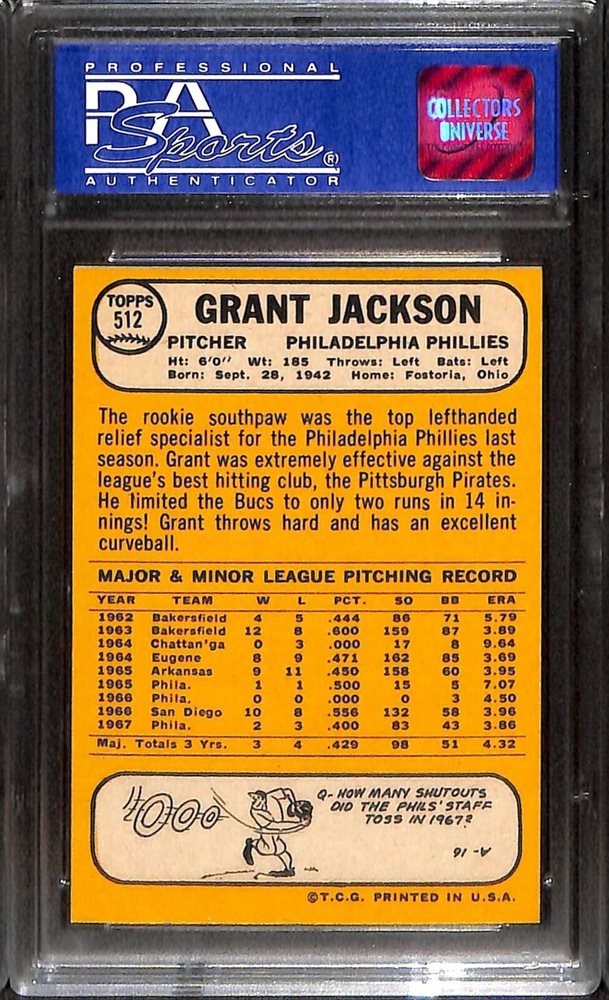 PROFESSIONAL
PSA
Sports ®
AUTHENTICATOR
COLLECTORS
UNIVERSE
TOPPS
512
GRANT JACKSON
PITCHER PHILADELPHIA PHILLIES
Ht: 6'0" Wt: 185 Throws: Left Bats: Left
Born: Sept. 28, 1942 Home: Fostoria, Ohio
The rookie southpaw was the top lefthanded
relief specialist for the Philadelphia Phillies last
season. Grant was extremely effective against the
league's best hitting club, the Pittsburgh Pirates.
He limited the Bucs to only two runs in 14 in-
nings! Grant throws hard and has an excellent
curveball.
MAJOR & MINOR LEAGUE PITCHING RECORD
YEAR TEAM W L PCT. SO BB ERA
1962 Bakersfield 4 5 .444 86 71 5.79
1963 Bakersfield 12 8 .600 159 87 3.89
1964 Chattan'ga 0 3 .000 17 8 9.64
1964 Eugene 8 9 .471 162 85 3.69
1965 Arkansas 9 11 .450 158 60 3.95
1965 Phila. 1 1 .500 15 5 7.07
1966 Phila. 0 0 .000 0 3 4.50
1966 San Diego 10 8 .556 132 58 3.96
1967 Phila. 2 3 .400 83 43 3.86
Maj. Totals 3 Yrs. 3 4 .429 98 51 4.32
Q- HOW MANY SHUTOUTS
DID THE PHILS' STAFF
TOSS IN 1967?
A- 16
©T.C.G. PRINTED IN U.S.A.